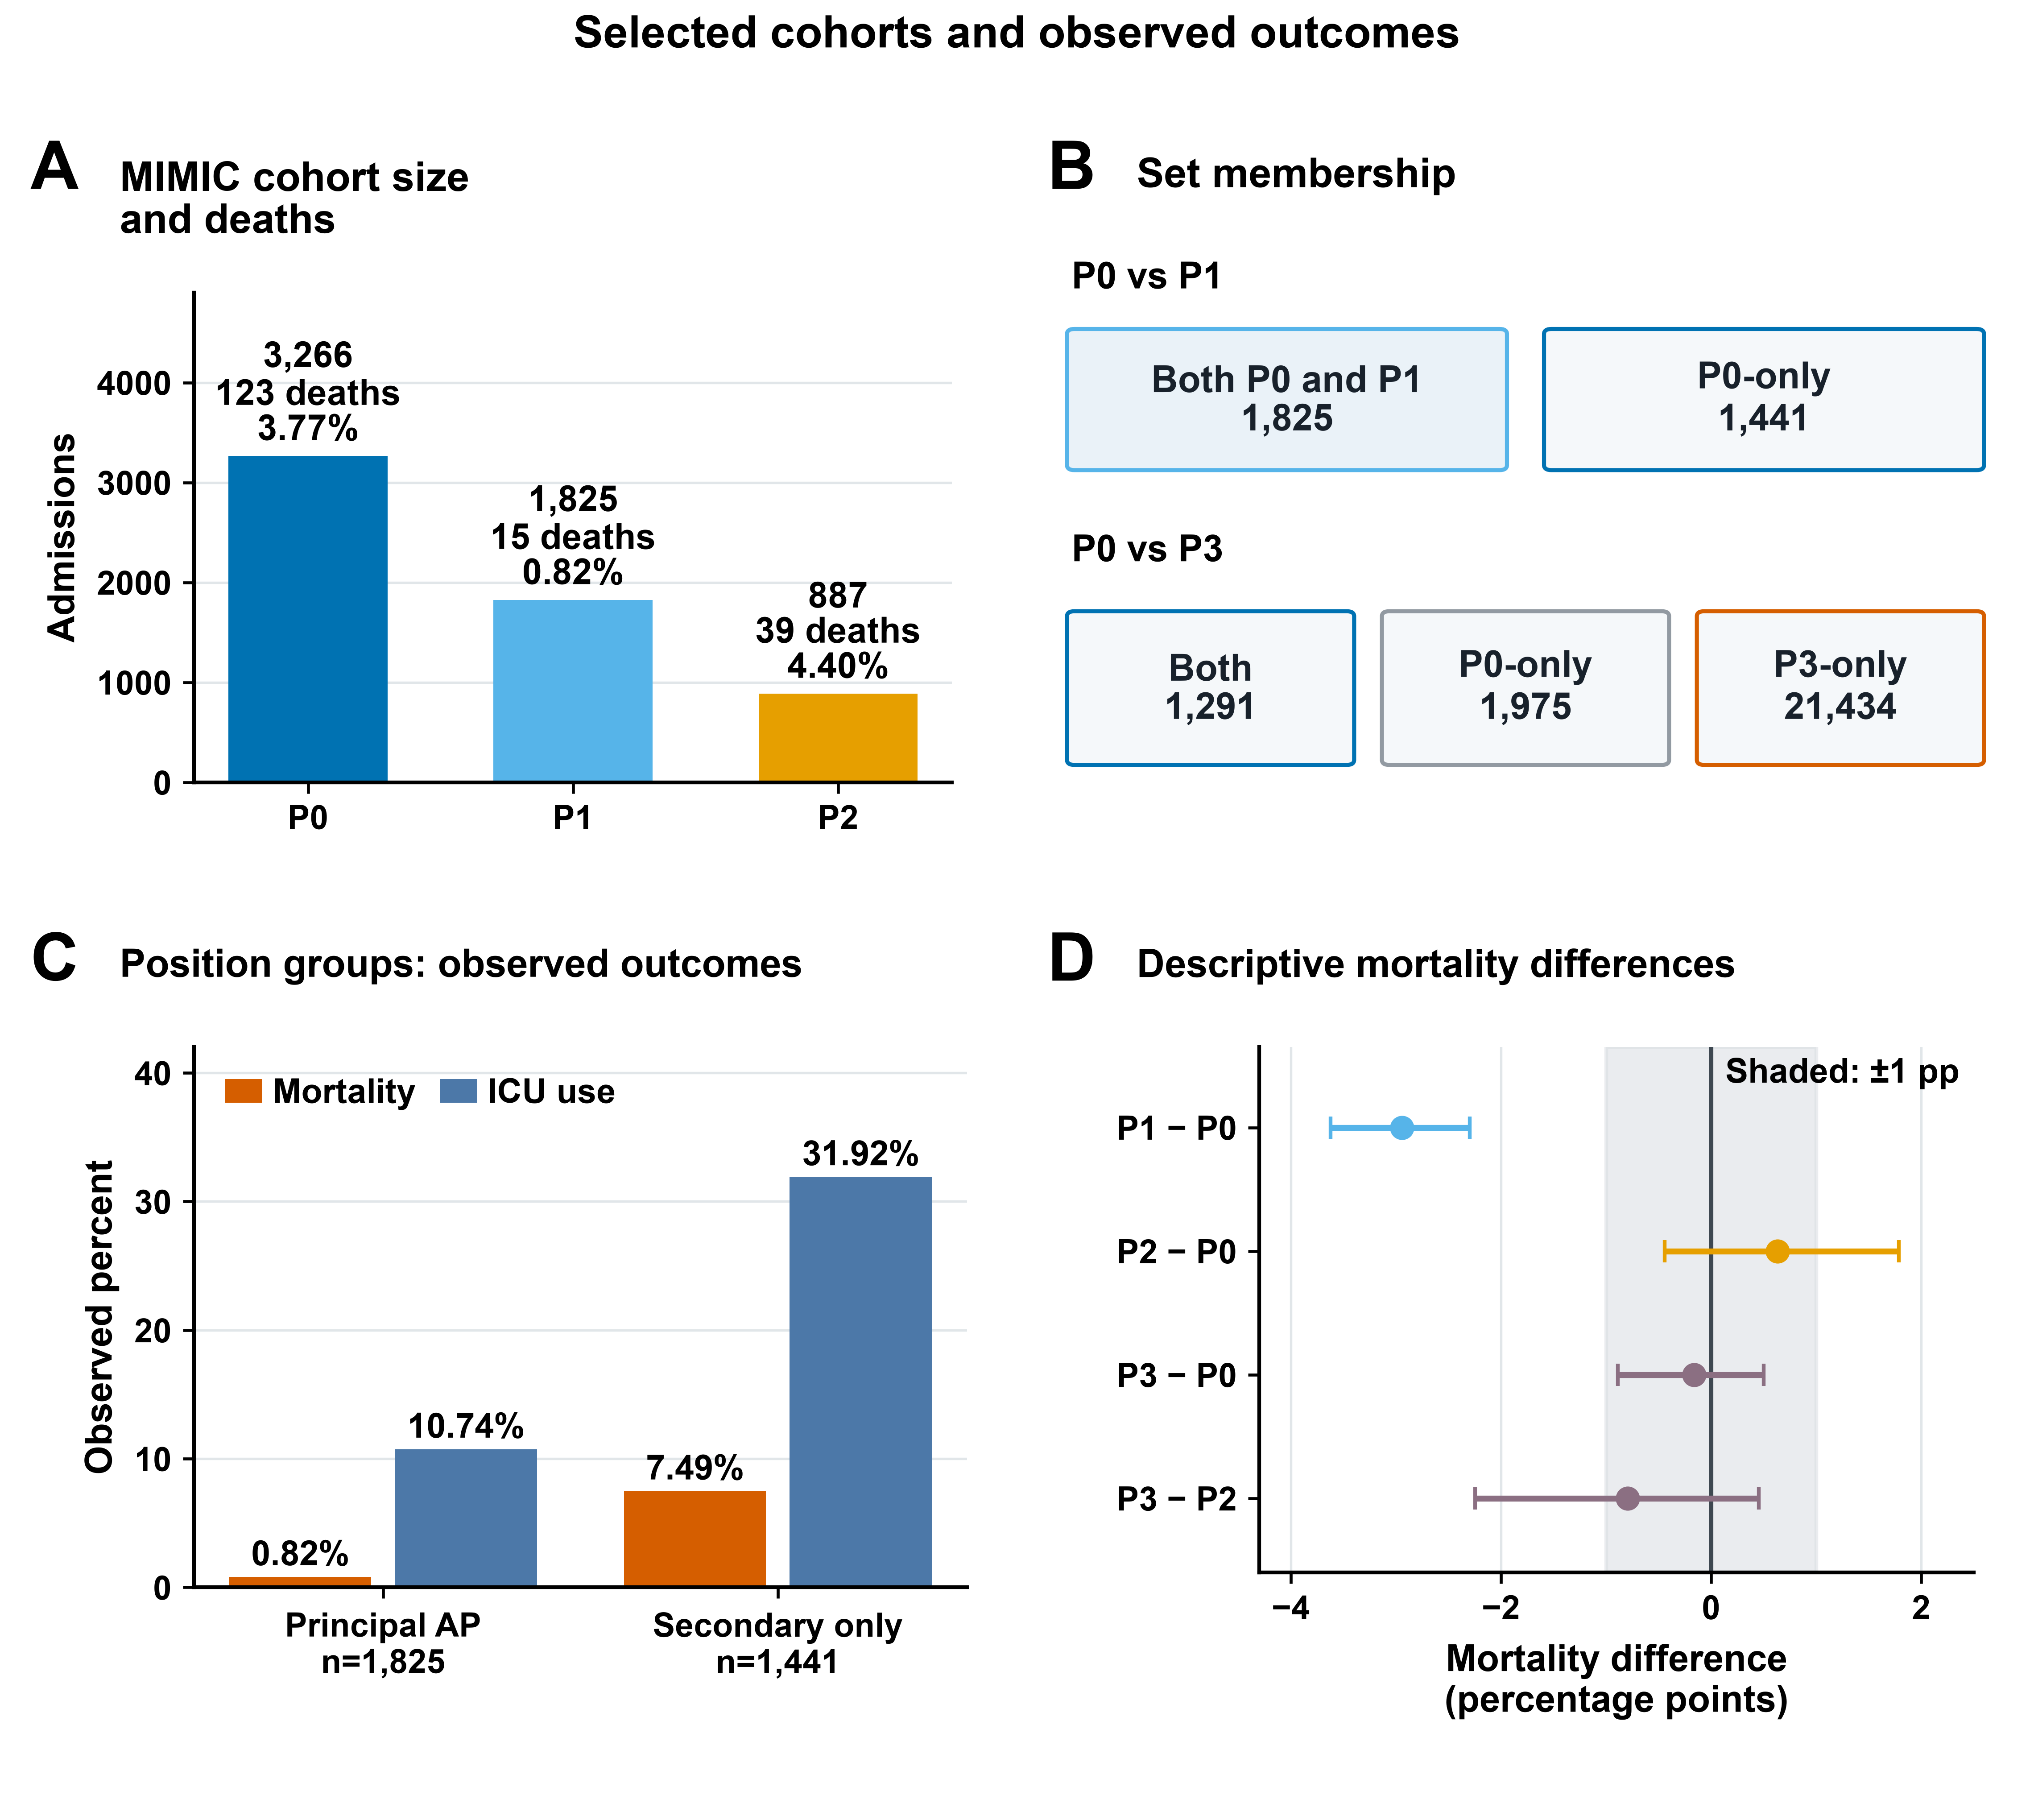 Selected cohorts and observed outcomes
A
MIMIC cohort size
and deaths
Admissions
4000
3000
2000
1000
0
3,266
123 deaths
3.77%
1,825
15 deaths
0.82%
887
39 deaths
4.40%
P0
P1
P2
B
Set membership
P0 vs P1
Both P0 and P1
1,825
P0-only
1,441
P0 vs P3
Both
1,291
P0-only
1,975
P3-only
21,434
C
Position groups: observed outcomes
Observed percent
40
30
20
10
0
Mortality
ICU use
0.82%
10.74%
7.49%
31.92%
Principal AP
n=1,825
Secondary only
n=1,441
D
Descriptive mortality differences
Shaded: ±1 pp
P1 − P0
P2 − P0
P3 − P0
P3 − P2
−4
−2
0
2
Mortality difference
(percentage points)